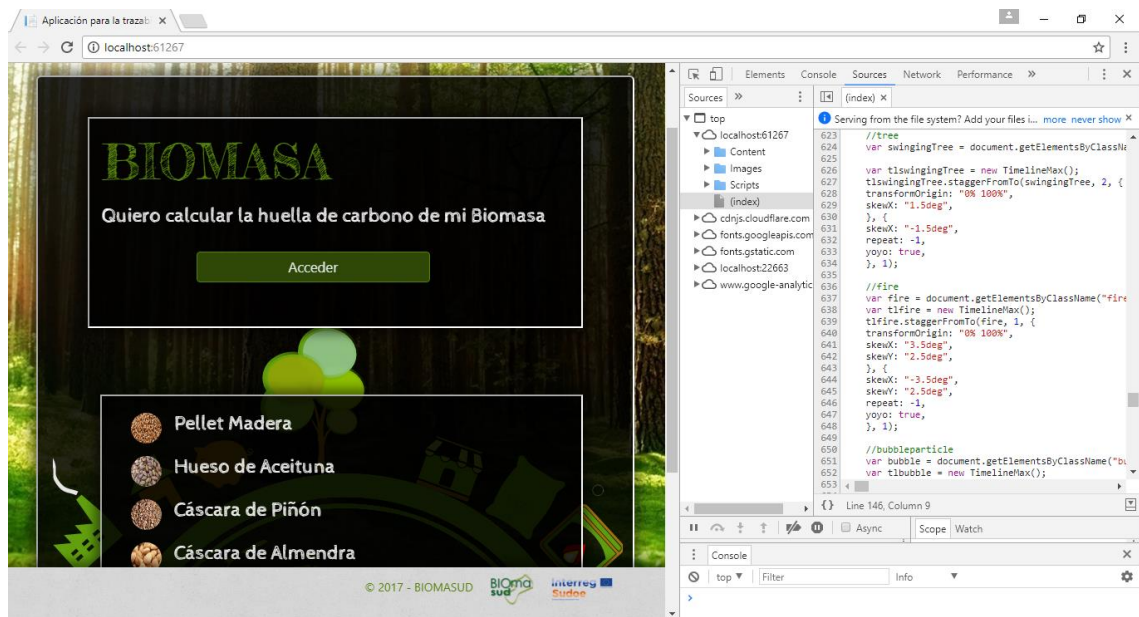 Aplicación para la trazab
localhost:61267
BIOMASA
Quiero calcular la huella de carbono de mi Biomasa
Acceder
Pellet Madera
Hueso de Aceituna
Cáscara de Piñón
Cáscara de Almendra
© 2017 - BIOMASUD
BIOma
sud
Interreg
Sudoe
Elements Console Sources Network Performance »
Sources »
(index) ×
top
localhost:61267
Content
Images
Scripts
(index)
cdnjs.cloudflare.com
fonts.googleapis.com
fonts.gstatic.com
localhost:22663
www.google-analytic
Serving from the file system? Add your files i... more never show ×
623 //tree
624 var swingingTree = document.getElementsByClassNa
625
626 var tlswingingTree = new TimelineMax();
627 tlswingingTree.staggerFromTo(swingingTree, 2, {
628 transformOrigin: "0% 100%",
629 skewX: "1.5deg",
630 }, {
631 skewX: "-1.5deg",
632 repeat: -1,
633 yoyo: true,
634 }, 1);
635
636 //fire
637 var fire = document.getElementsByClassName("fire
638 var tlfire = new TimelineMax();
639 tlfire.staggerFromTo(fire, 1, {
640 transformOrigin: "0% 100%",
641 skewX: "3.5deg",
642 skewY: "2.5deg",
643 }, {
644 skewX: "-3.5deg",
645 skewY: "2.5deg",
646 repeat: -1,
647 yoyo: true,
648 }, 1);
649
650 //bubbleparticle
651 var bubble = document.getElementsByClassName("bu
652 var tlbubble = new TimelineMax();
653
{} Line 146, Column 9
Async
Scope Watch
Console
top ▼ Filter Info ▼
>